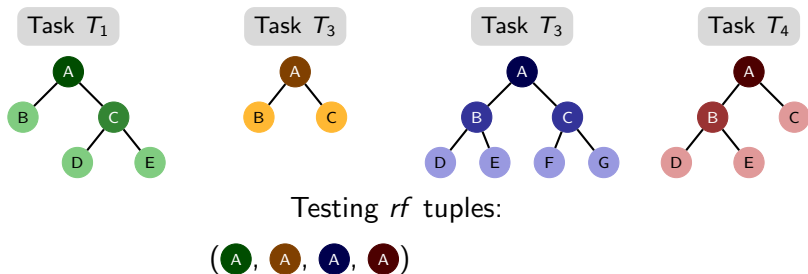 Task T₁ Task T₃ Task T₃ Task T₄
A A A A
B C B C B C B C
D E D E F G D E
Testing rf tuples:
(A, A, A, A)